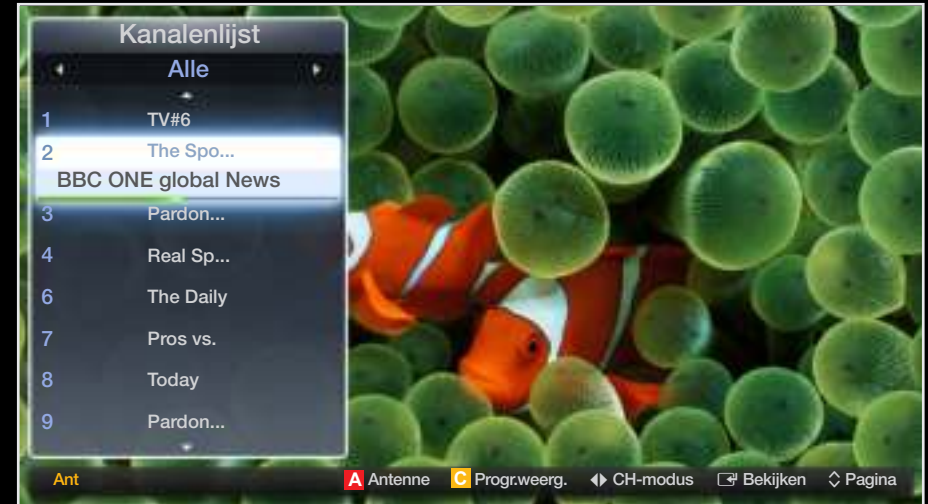 Kanalenlijst
Alle
1 TV#6
2 The Spo...
BBC ONE global News
3 Pardon...
4 Real Sp...
6 The Daily
7 Pros vs.
8 Today
9 Pardon...
Ant A Antenne C Progr.weerg. CH-modus Bekijken Pagina